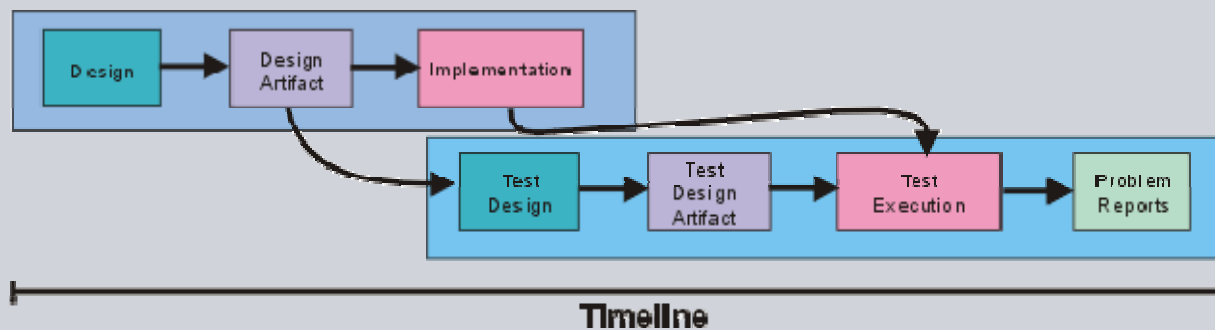 Design
Design
Artifact
Implementation
Test
Design
Test
Design
Artifact
Test
Execution
Problem
Reports
Timeline